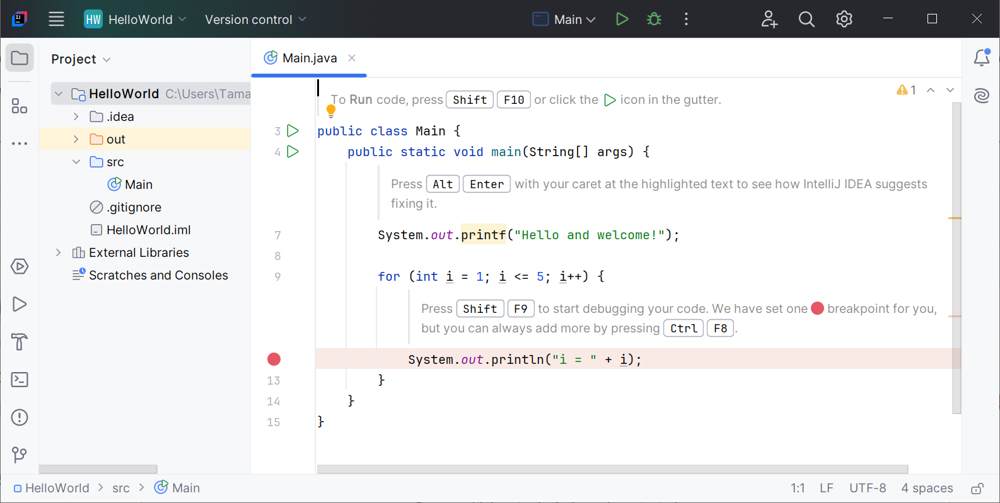 HW HelloWorld Version control Main
Project
Main.java
HelloWorld C:\Users\Tama
.idea
out
src
Main
.gitignore
HelloWorld.iml
External Libraries
Scratches and Consoles
1
To Run code, press Shift F10 or click the icon in the gutter.
3 public class Main {
4 public static void main(String[] args) {
Press Alt Enter with your caret at the highlighted text to see how IntelliJ IDEA suggests
fixing it.
7 System.out.printf("Hello and welcome!");
8
9 for (int i = 1; i <= 5; i++) {
Press Shift F9 to start debugging your code. We have set one breakpoint for you,
but you can always add more by pressing Ctrl F8.
System.out.println("i = " + i);
13 }
14 }
15 }
HelloWorld > src > Main 1:1 LF UTF-8 4 spaces